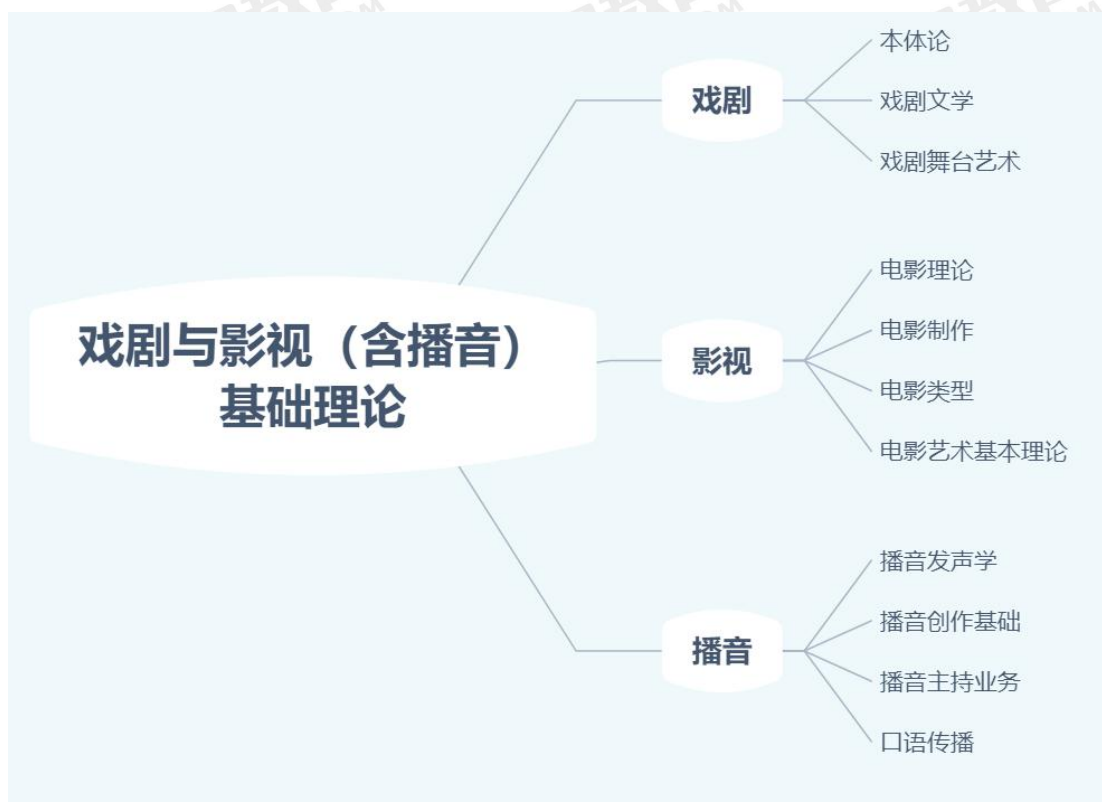 戏剧与影视（含播音）
基础理论
戏剧
本体论
戏剧文学
戏剧舞台艺术
影视
电影理论
电影制作
电影类型
电影艺术基本理论
播音
播音发声学
播音创作基础
播音主持业务
口语传播